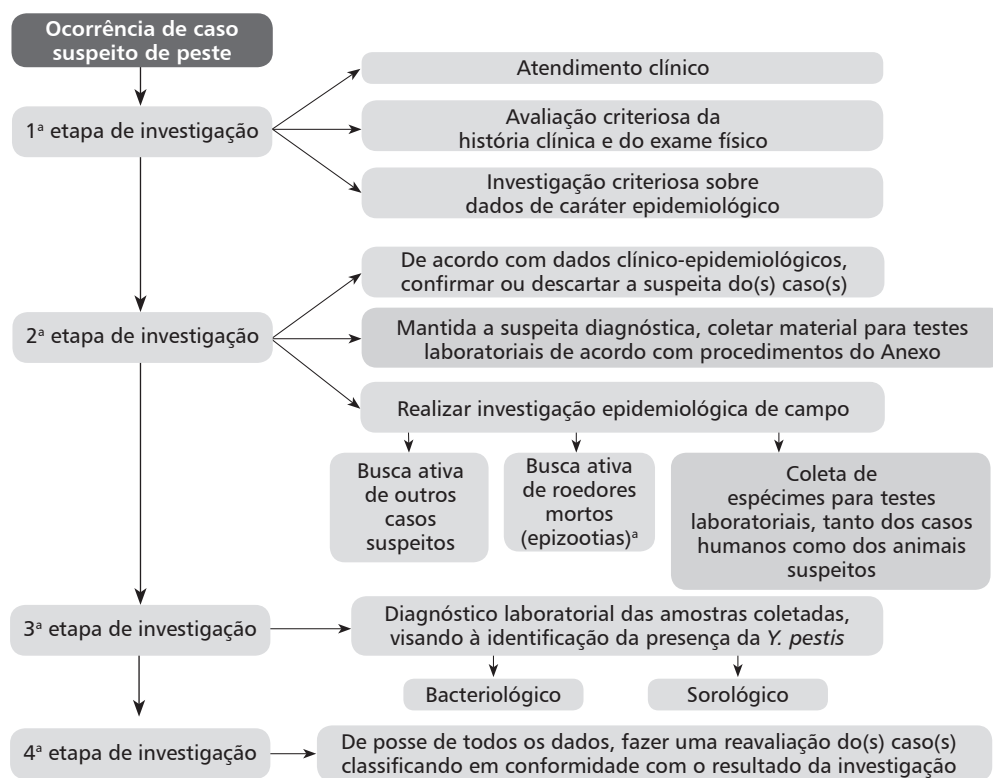 Ocorrência de caso
suspeito de peste
1ª etapa de investigação
Atendimento clínico
Avaliação criteriosa da
história clínica e do exame físico
Investigação criteriosa sobre
dados de caráter epidemiológico
2ª etapa de investigação
De acordo com dados clínico-epidemiológicos,
confirmar ou descartar a suspeita do(s) caso(s)
Mantida a suspeita diagnóstica, coletar material para testes
laboratoriais de acordo com procedimentos do Anexo
Realizar investigação epidemiológica de campo
Busca ativa
de outros
casos
suspeitos
Busca ativa
de roedores
mortos
(epizootias)ª
Coleta de
espécimes para testes
laboratoriais, tanto dos casos
humanos como dos animais
suspeitos
3ª etapa de investigação
Diagnóstico laboratorial das amostras coletadas,
visando à identificação da presença da Y. pestis
Bacteriológico
Sorológico
4ª etapa de investigação
De posse de todos os dados, fazer uma reavaliação do(s) caso(s)
classificando em conformidade com o resultado da investigação